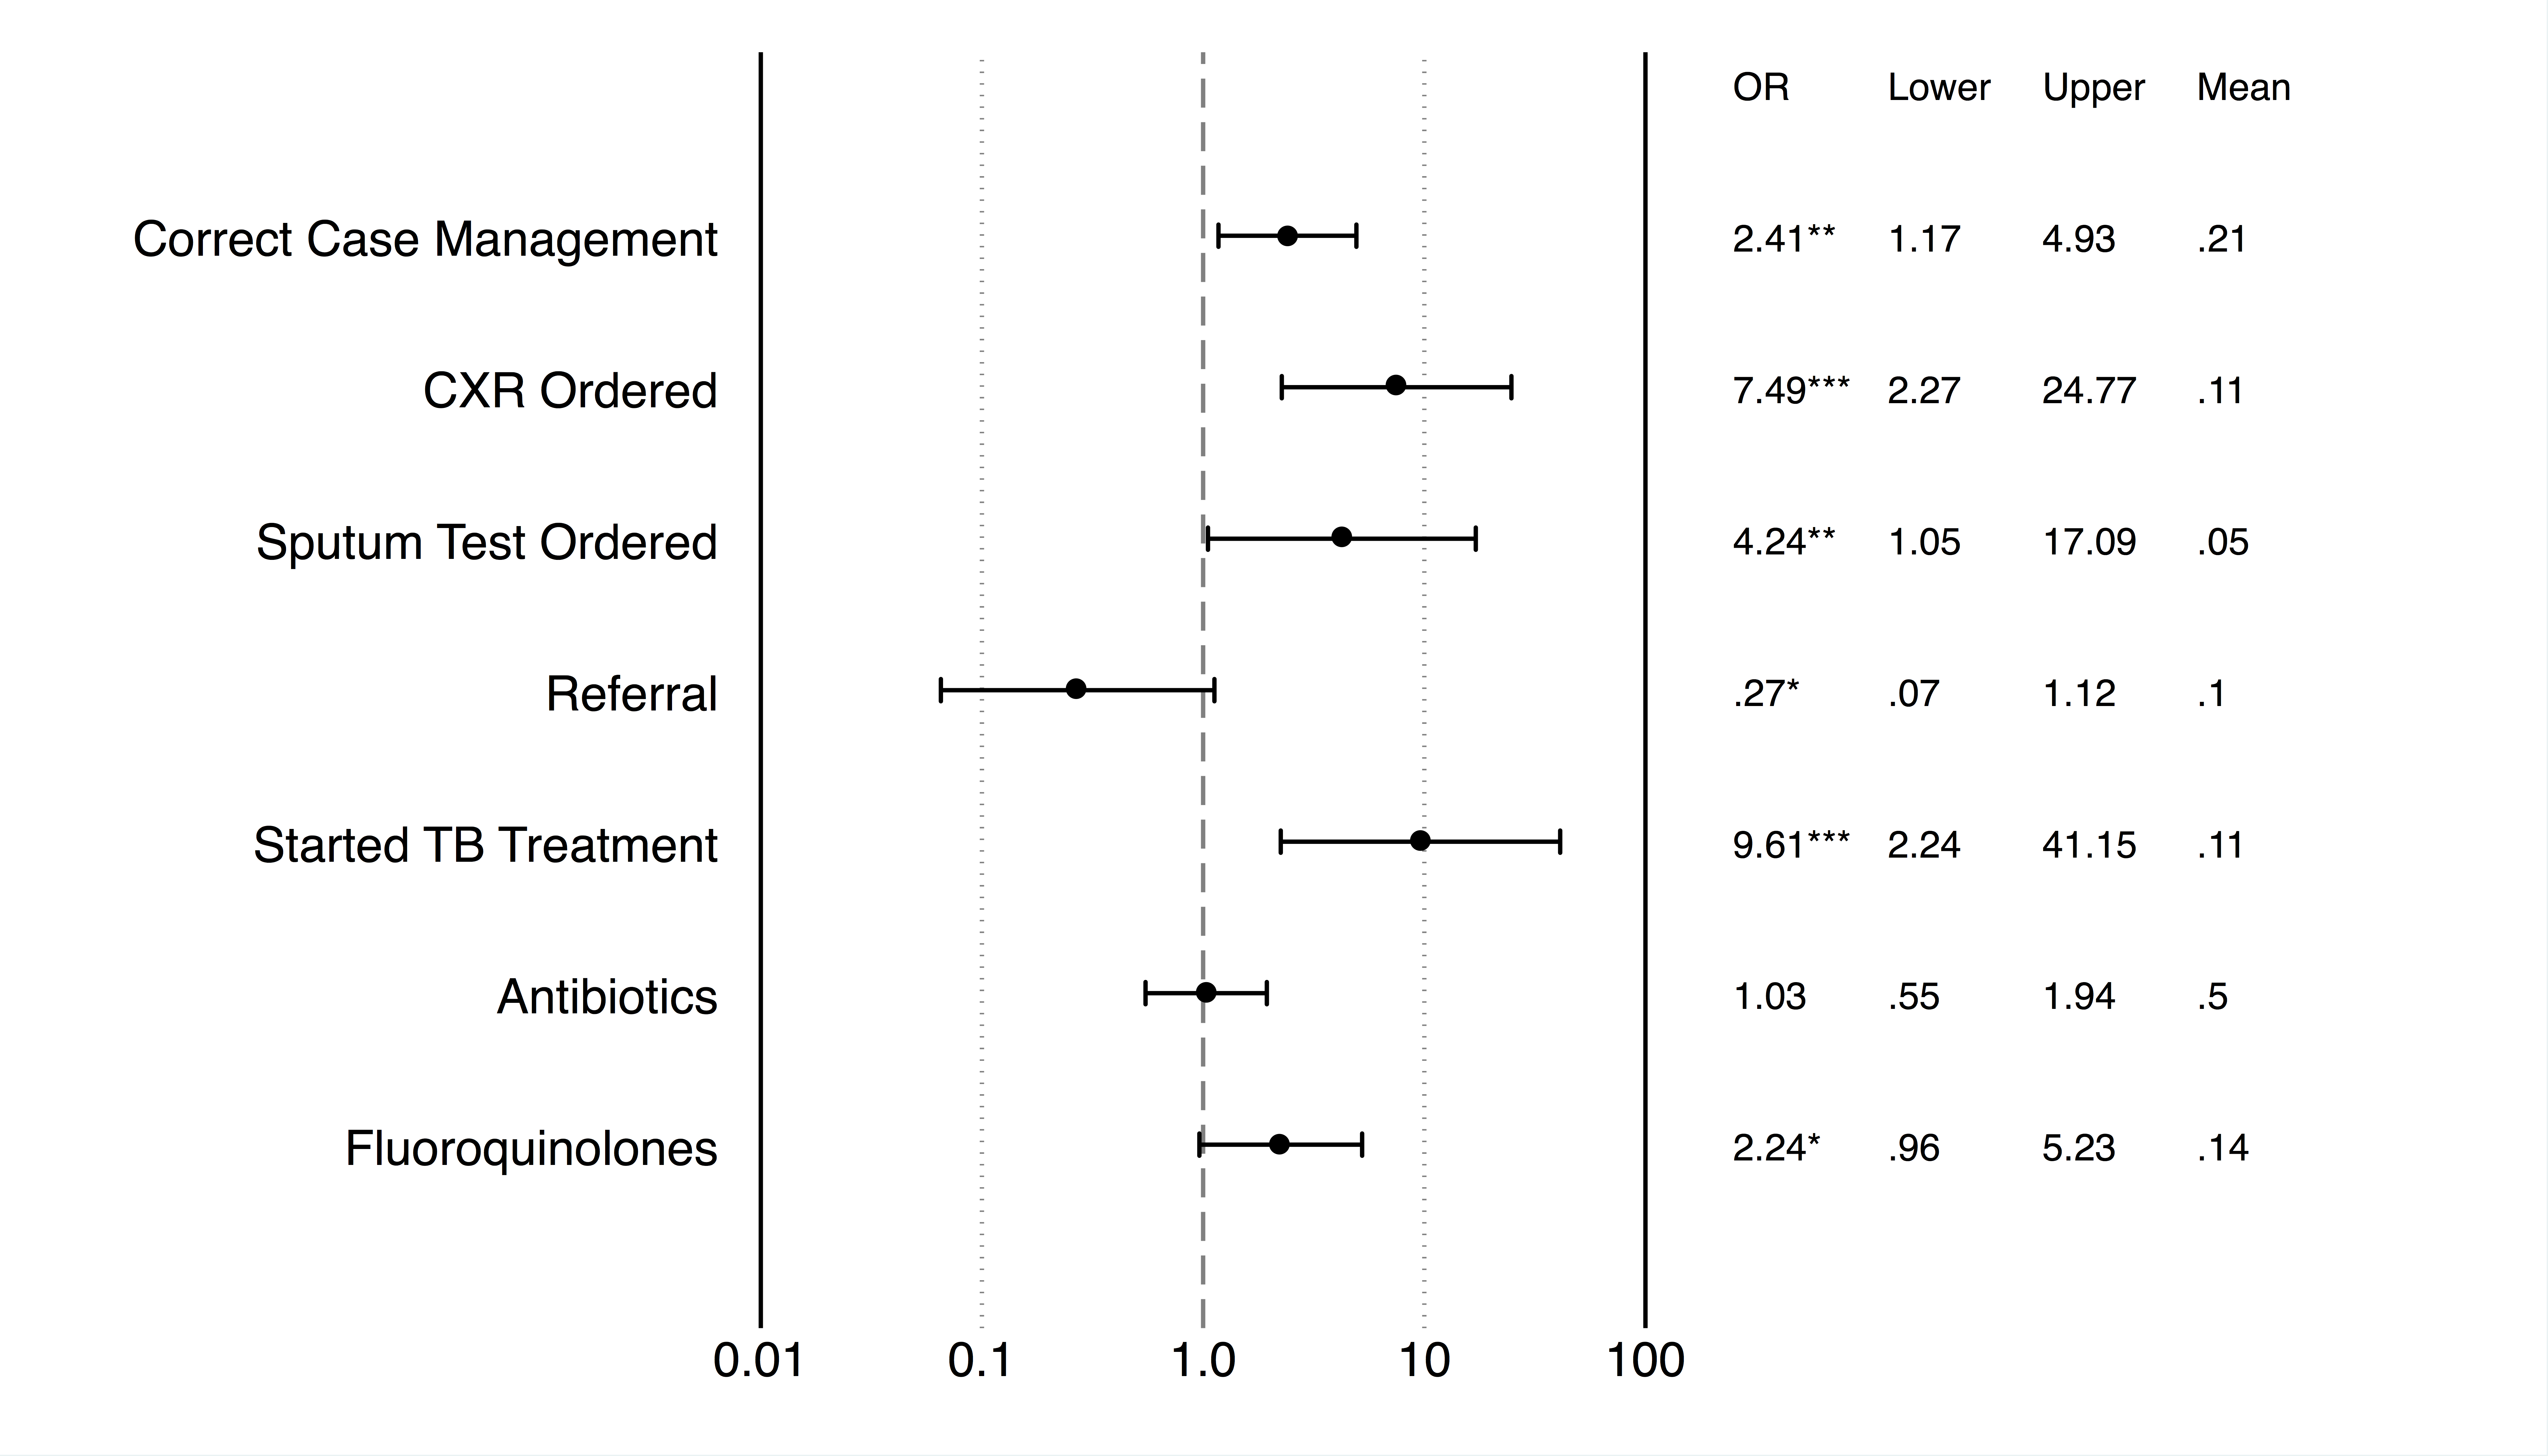 OR Lower Upper Mean
Correct Case Management 2.41** 1.17 4.93 .21
CXR Ordered 7.49*** 2.27 24.77 .11
Sputum Test Ordered 4.24** 1.05 17.09 .05
Referral .27* .07 1.12 .1
Started TB Treatment 9.61*** 2.24 41.15 .11
Antibiotics 1.03 .55 1.94 .5
Fluoroquinolones 2.24* .96 5.23 .14
0.01 0.1 1.0 10 100